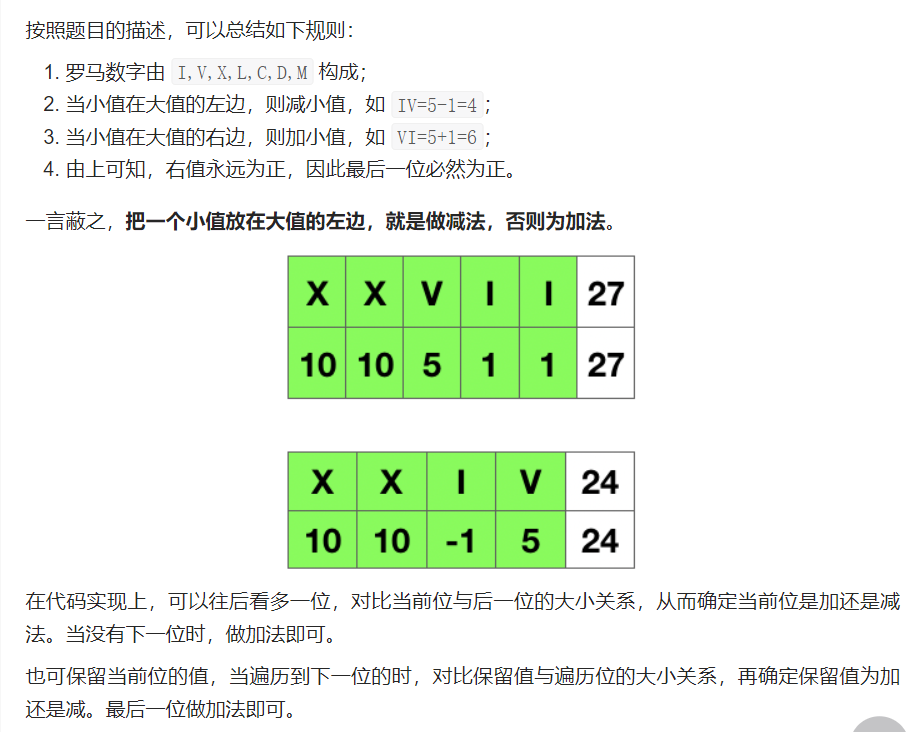 按照题目的描述，可以总结如下规则：
1. 罗马数字由 I,V,X,L,C,D,M 构成；
2. 当小值在大值的左边，则减小值，如 IV=5-1=4；
3. 当小值在大值的右边，则加小值，如 VI=5+1=6；
4. 由上可知，右值永远为正，因此最后一位必然为正。
一言蔽之，把一个小值放在大值的左边，就是做减法，否则为加法。
X X V I I 27
10 10 5 1 1 27
X X I V 24
10 10 -1 5 24
在代码实现上，可以往后看多一位，对比当前位与后一位的大小关系，从而确定当前位是加还是减
法。当没有下一位时，做加法即可。
也可保留当前位的值，当遍历到下一位的时，对比保留值与遍历位的大小关系，再确定保留值为加
还是减。最后一位做加法即可。